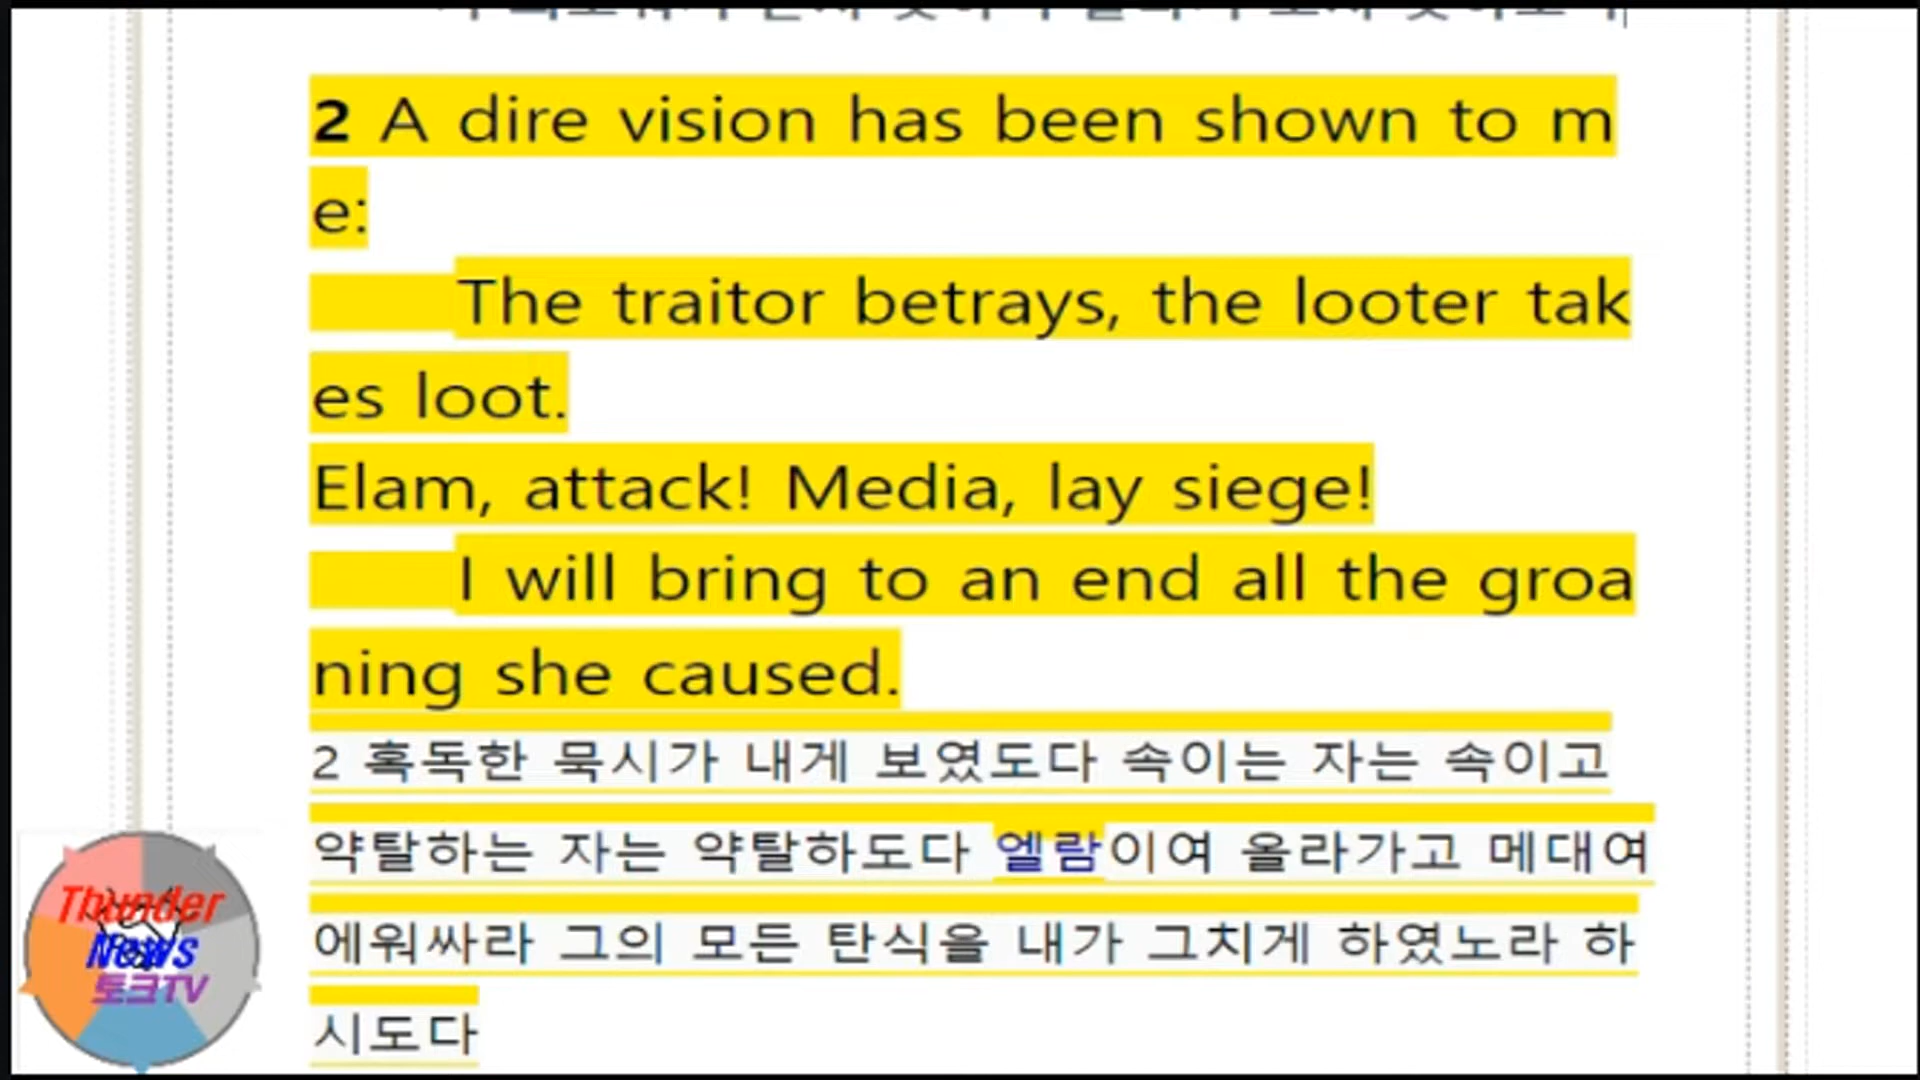 2 A dire vision has been shown to m
e:
The traitor betrays, the looter tak
es loot.
Elam, attack! Media, lay siege!
I will bring to an end all the groa
ning she caused.
2 혹독한 묵시가 내게 보였도다 속이는 자는 속이고
약탈하는 자는 약탈하도다 엘람이여 올라가고 메대여
에워싸라 그의 모든 탄식을 내가 그치게 하였노라 하
시도다
Thunder
News
토크TV